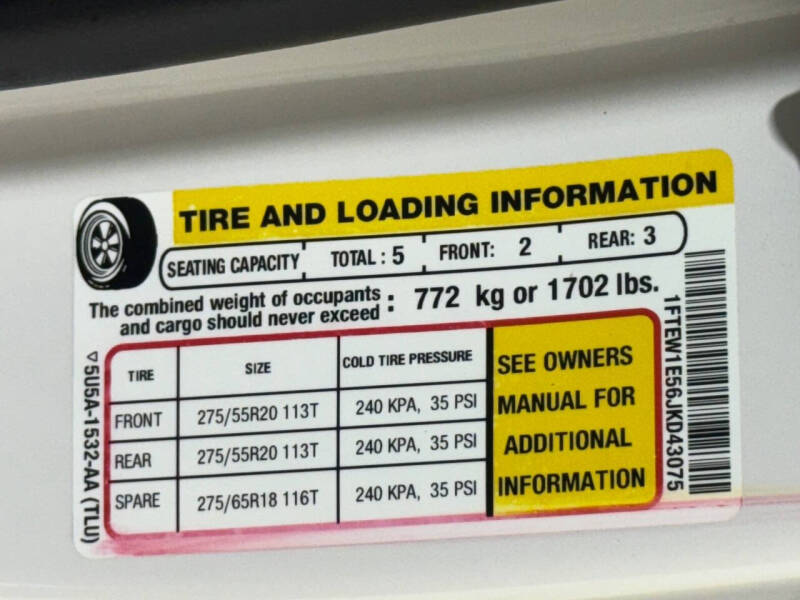 TIRE AND LOADING INFORMATION
SEATING CAPACITY TOTAL : 5 FRONT: 2 REAR: 3
The combined weight of occupants
and cargo should never exceed : 772 kg or 1702 lbs.
TIRE SIZE COLD TIRE PRESSURE
FRONT 275/55R20 113T 240 KPA, 35 PSI
REAR 275/55R20 113T 240 KPA, 35 PSI
SPARE 275/65R18 116T 240 KPA, 35 PSI
SEE OWNERS
MANUAL FOR
ADDITIONAL
INFORMATION
5U5A-1532-AA (TLU)
1FTEW1E56JKD43075